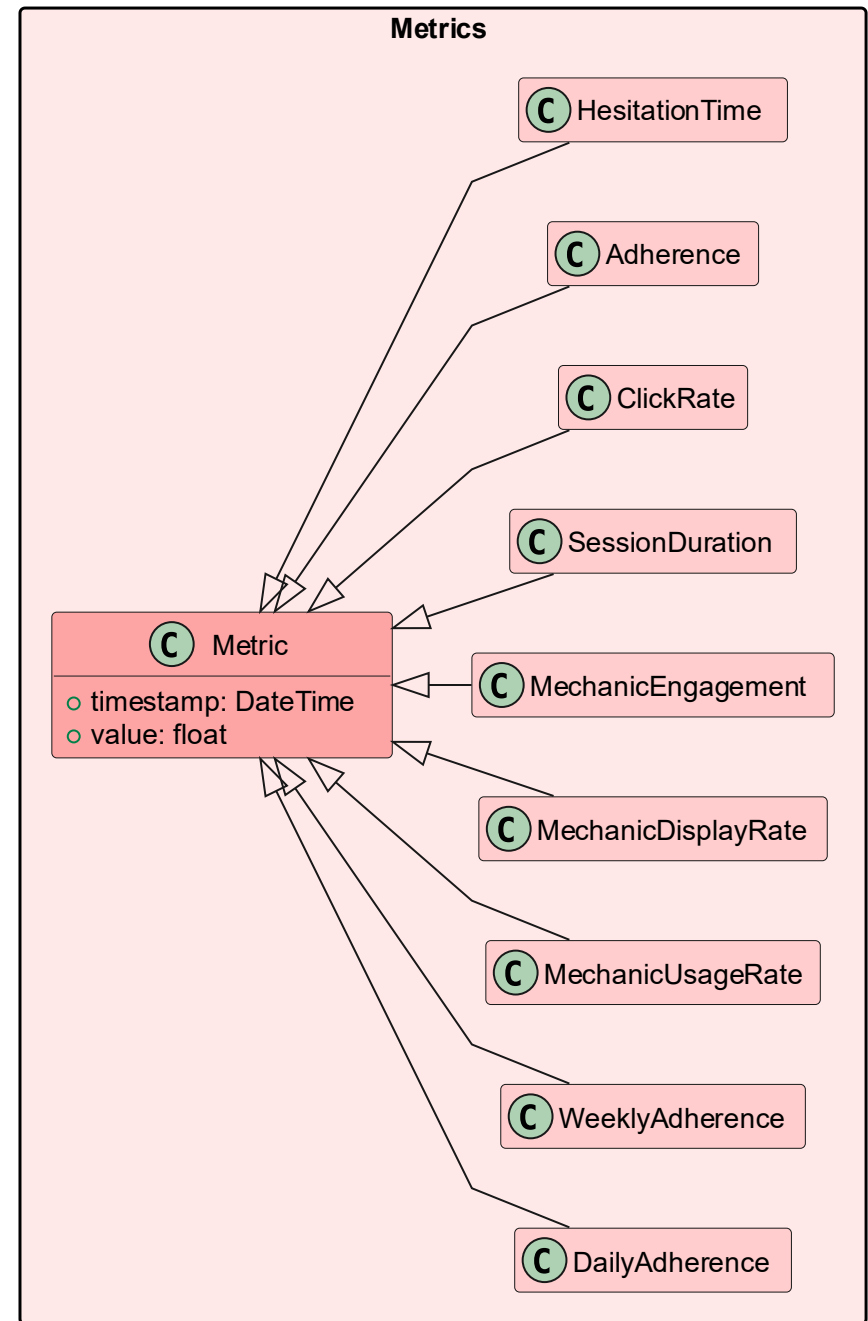 Metrics
C HesitationTime
C Adherence
C ClickRate
C SessionDuration
C Metric
timestamp: DateTime
value: float
C MechanicEngagement
C MechanicDisplayRate
C MechanicUsageRate
C WeeklyAdherence
C DailyAdherence